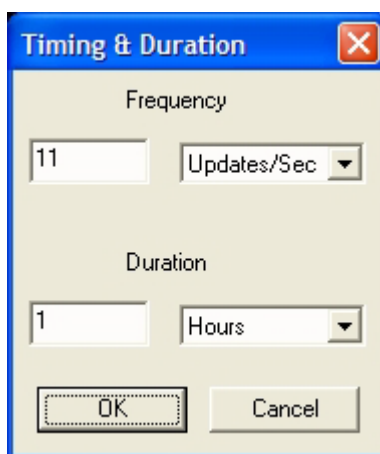 Timing & Duration
Frequency
11 Updates/Sec
Duration
1 Hours
OK Cancel